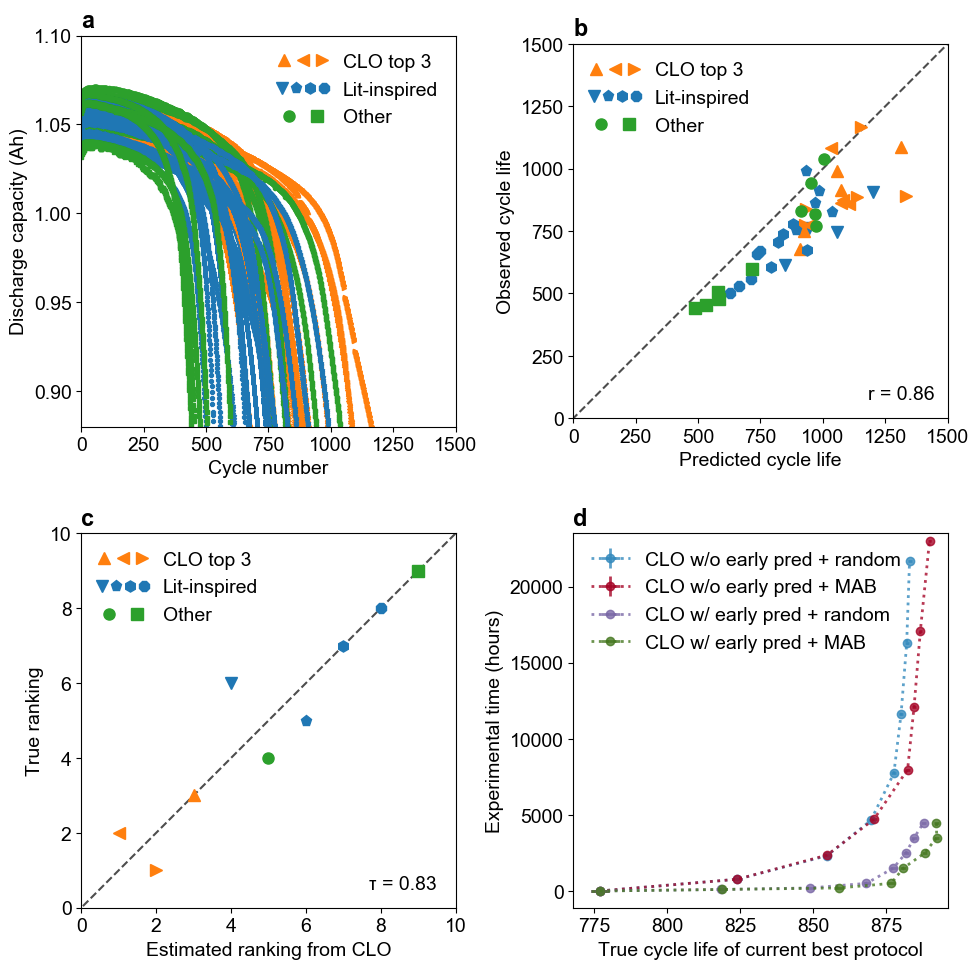 a
1.10
1.05
1.00
0.95
0.90
Discharge capacity (Ah)
CLO top 3
Lit-inspired
Other
0 250 500 750 1000 1250 1500
Cycle number
b
1500
1250
1000
750
500
250
0
Observed cycle life
CLO top 3
Lit-inspired
Other
r = 0.86
0 250 500 750 1000 1250 1500
Predicted cycle life
c
10
8
6
4
2
0
True ranking
CLO top 3
Lit-inspired
Other
τ = 0.83
0 2 4 6 8 10
Estimated ranking from CLO
d
20000
15000
10000
5000
0
Experimental time (hours)
CLO w/o early pred + random
CLO w/o early pred + MAB
CLO w/ early pred + random
CLO w/ early pred + MAB
775 800 825 850 875
True cycle life of current best protocol